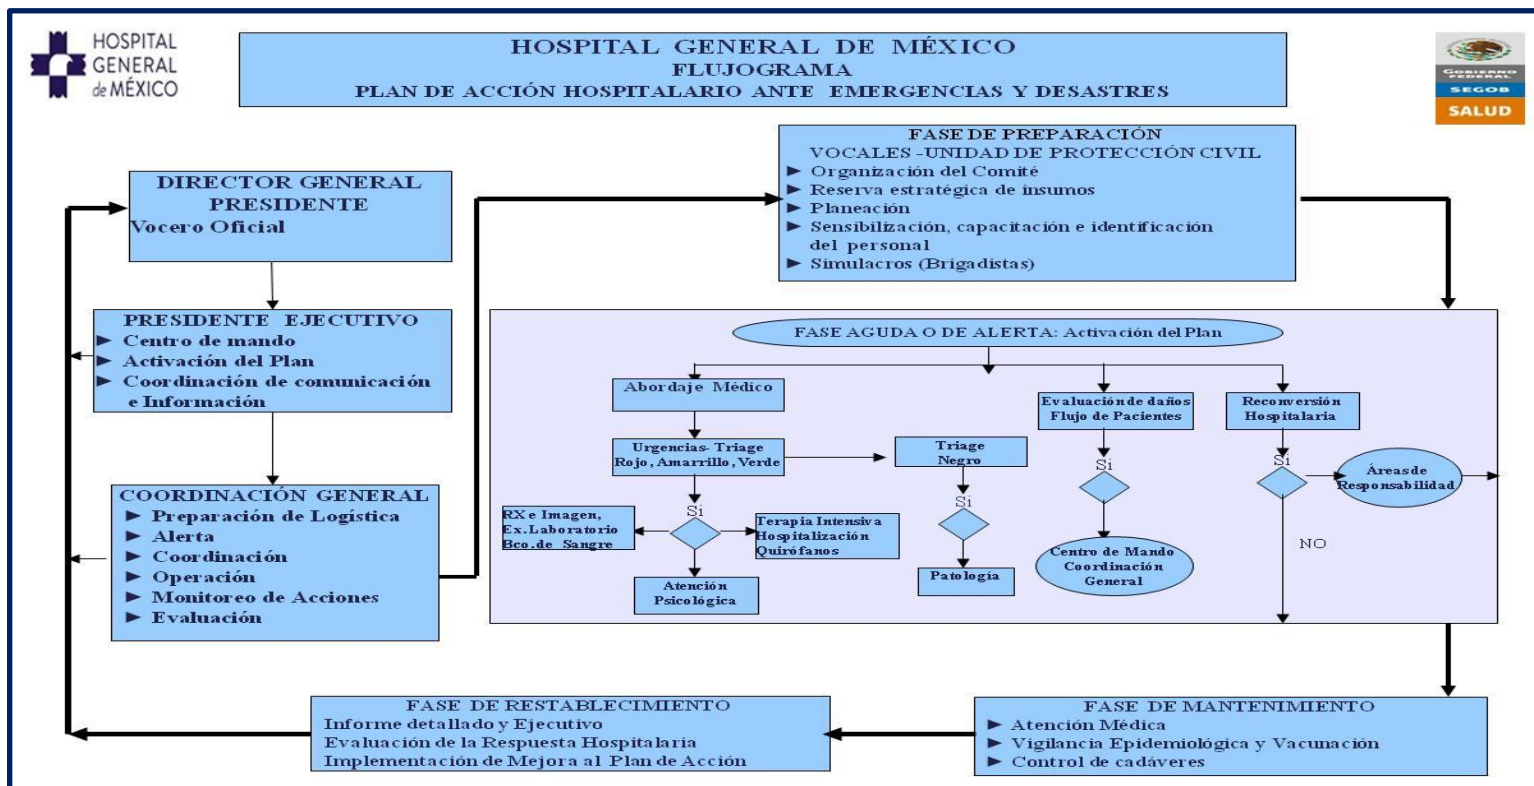 HOSPITAL
GENERAL
de MÉXICO
HOSPITAL GENERAL DE MÉXICO
FLUJOGRAMA
PLAN DE ACCIÓN HOSPITALARIO ANTE EMERGENCIAS Y DESASTRES
GOBIERNO
FEDERAL
SEGOB
SALUD
DIRECTOR GENERAL
PRESIDENTE
Vocero Oficial
PRESIDENTE EJECUTIVO
► Centro de mando
► Activación del Plan
► Coordinación de comunicación
e Información
COORDINACIÓN GENERAL
► Preparación de Logística
► Alerta
► Coordinación
► Operación
► Monitoreo de Acciones
► Evaluación
FASE DE PREPARACIÓN
VOCALES -UNIDAD DE PROTECCIÓN CIVIL
► Organización del Comité
► Reserva estratégica de insumos
► Planeación
► Sensibilización, capacitación e identificación
del personal
► Simulacros (Brigadistas)
FASE AGUDA O DE ALERTA: Activación del Plan
Abordaje Médico
Urgencias- Triage
Rojo, Amarrillo, Verde
Si
RX e Imagen,
Ex. Laboratorio
Bco. de Sangre
Terapia Intensiva
Hospitalización
Quirófanos
Atención
Psicológica
Triage
Negro
Si
Patología
Evaluación de daños
Flujo de Pacientes
Si
Centro de Mando
Coordinación
General
Reconversión
Hospitalaria
Si
Áreas de
Responsabilidad
NO
FASE DE MANTENIMIENTO
► Atención Médica
► Vigilancia Epidemiológica y Vacunación
► Control de cadáveres
FASE DE RESTABLECIMIENTO
Informe detallado y Ejecutivo
Evaluación de la Respuesta Hospitalaria
Implementación de Mejora al Plan de Acción